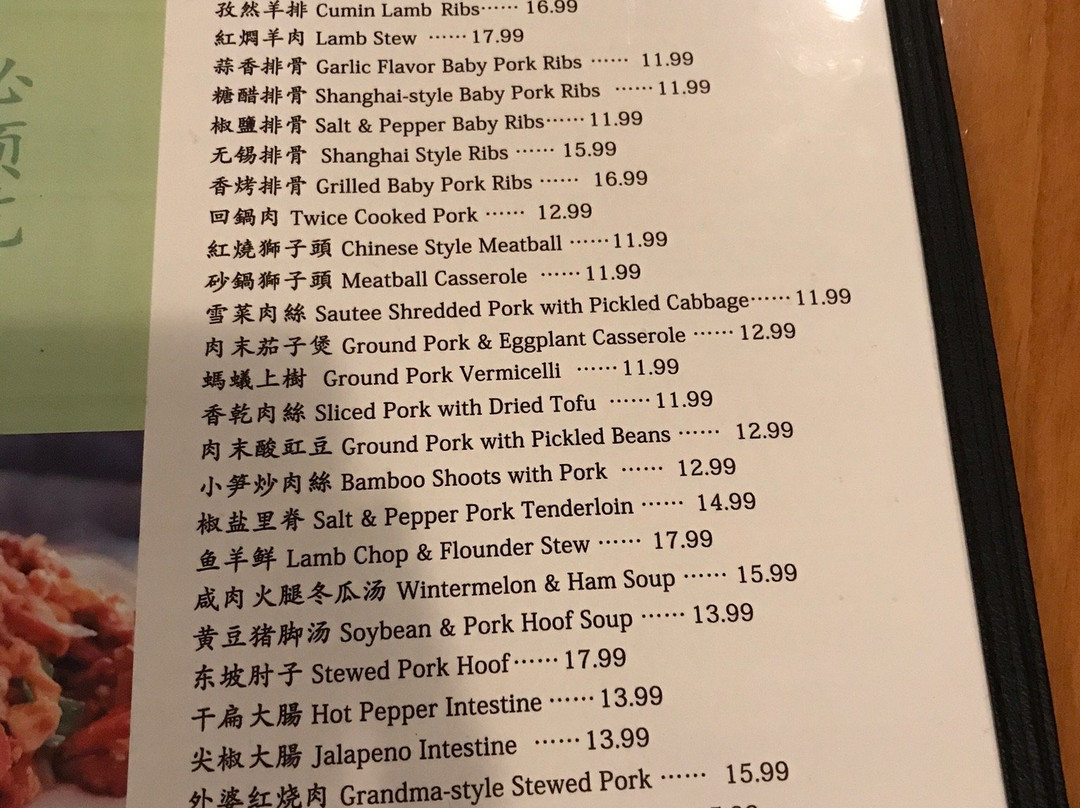 孜然羊排 Cumin Lamb Ribs······ 16.99
紅燜羊肉 Lamb Stew ······17.99
蒜香排骨 Garlic Flavor Baby Pork Ribs ······ 11.99
糖醋排骨 Shanghai-style Baby Pork Ribs ······11.99
椒鹽排骨 Salt & Pepper Baby Ribs······11.99
无锡排骨 Shanghai Style Ribs ······ 15.99
香烤排骨 Grilled Baby Pork Ribs ······ 16.99
回鍋肉 Twice Cooked Pork ······ 12.99
紅燒獅子頭 Chinese Style Meatball ······11.99
砂鍋獅子頭 Meatball Casserole ······11.99
雪菜肉絲 Sautee Shredded Pork with Pickled Cabbage······11.99
肉末茄子煲 Ground Pork & Eggplant Casserole ······12.99
螞蟻上樹 Ground Pork Vermicelli ······11.99
香乾肉絲 Sliced Pork with Dried Tofu ······11.99
肉末酸豇豆 Ground Pork with Pickled Beans ······ 12.99
小笋炒肉絲 Bamboo Shoots with Pork ······ 12.99
椒盐里脊 Salt & Pepper Pork Tenderloin ······ 14.99
鱼羊鲜 Lamb Chop & Flounder Stew ······ 17.99
咸肉火腿冬瓜汤 Wintermelon & Ham Soup ······ 15.99
黄豆猪脚汤 Soybean & Pork Hoof Soup ······13.99
东坡肘子 Stewed Pork Hoof······17.99
干扁大腸 Hot Pepper Intestine ······13.99
尖椒大腸 Jalapeno Intestine ······13.99
外婆红烧肉 Grandma-style Stewed Pork ······ 15.99